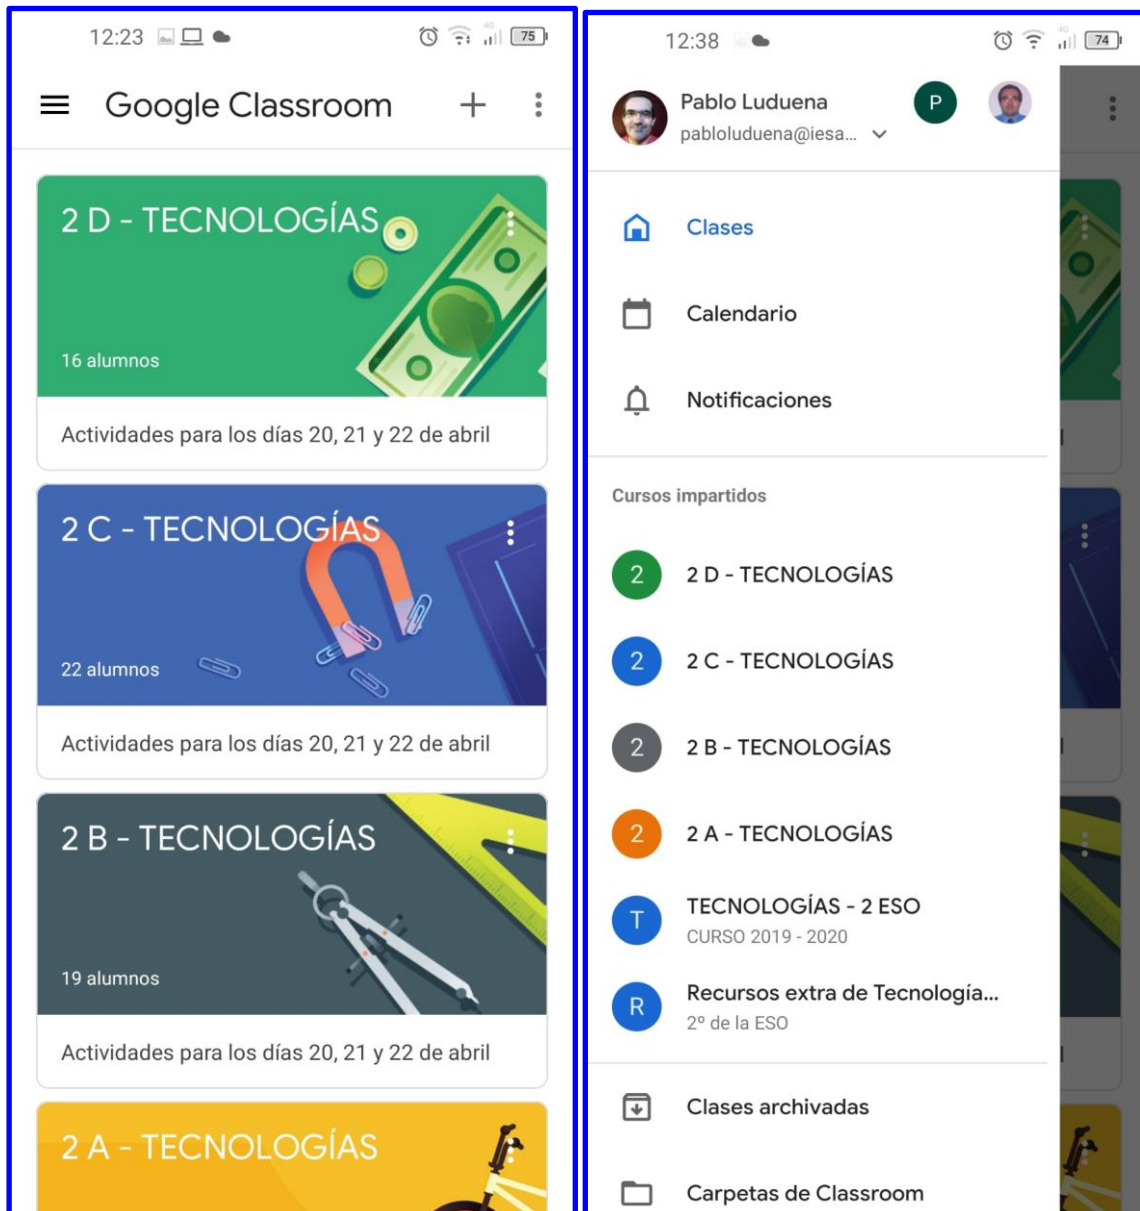 12:23
4G
75
Google Classroom
2 D - TECNOLOGÍAS
16 alumnos
Actividades para los días 20, 21 y 22 de abril
2 C - TECNOLOGÍAS
22 alumnos
Actividades para los días 20, 21 y 22 de abril
2 B - TECNOLOGÍAS
19 alumnos
Actividades para los días 20, 21 y 22 de abril
2 A - TECNOLOGÍAS
12:38
4G
74
Pablo Luduena
pabloluduena@iesa...
P
Clases
Calendario
Notificaciones
Cursos impartidos
2 2 D - TECNOLOGÍAS
2 2 C - TECNOLOGÍAS
2 2 B - TECNOLOGÍAS
2 2 A - TECNOLOGÍAS
T TECNOLOGÍAS - 2 ESO
CURSO 2019 - 2020
R Recursos extra de Tecnología...
2º de la ESO
Clases archivadas
Carpetas de Classroom